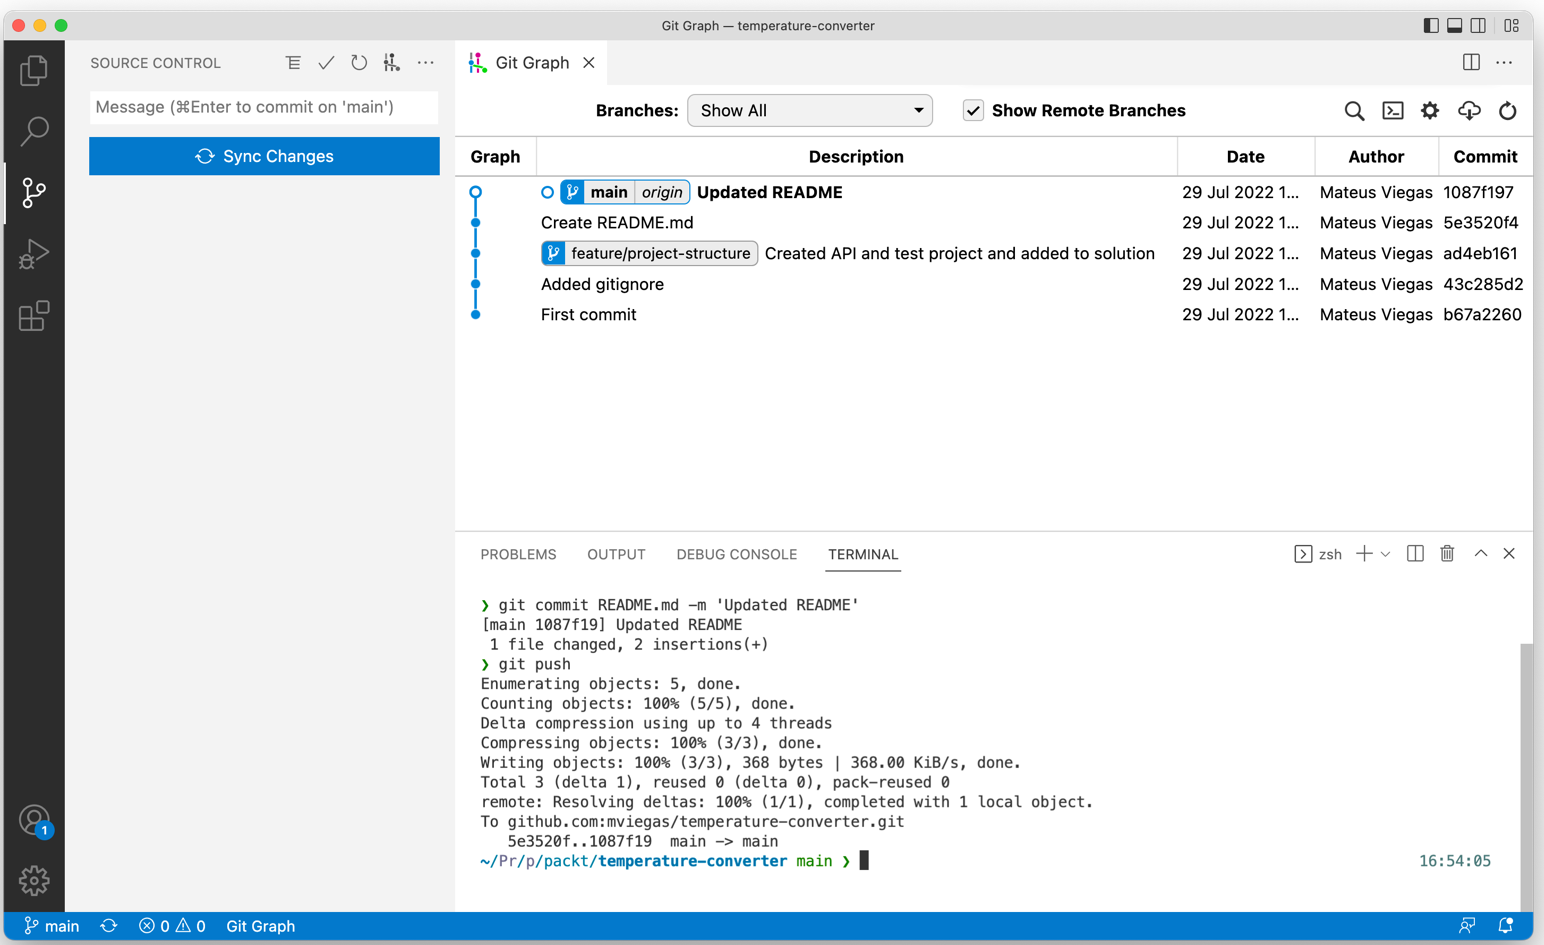 Git Graph — temperature-converter
SOURCE CONTROL
Message (⌘Enter to commit on 'main')
Sync Changes
Git Graph
Branches: Show All Show Remote Branches
Graph Description Date Author Commit
main origin Updated README 29 Jul 2022 1... Mateus Viegas 1087f197
Create README.md 29 Jul 2022 1... Mateus Viegas 5e3520f4
feature/project-structure Created API and test project and added to solution 29 Jul 2022 1... Mateus Viegas ad4eb161
Added gitignore 29 Jul 2022 1... Mateus Viegas 43c285d2
First commit 29 Jul 2022 1... Mateus Viegas b67a2260
PROBLEMS OUTPUT DEBUG CONSOLE TERMINAL zsh
❯ git commit README.md -m 'Updated README'
[main 1087f19] Updated README
1 file changed, 2 insertions(+)
❯ git push
Enumerating objects: 5, done.
Counting objects: 100% (5/5), done.
Delta compression using up to 4 threads
Compressing objects: 100% (3/3), done.
Writing objects: 100% (3/3), 368 bytes | 368.00 KiB/s, done.
Total 3 (delta 1), reused 0 (delta 0), pack-reused 0
remote: Resolving deltas: 100% (1/1), completed with 1 local object.
To github.com:mviegas/temperature-converter.git
5e3520f..1087f19 main -> main
~/Pr/p/packt/temperature-converter main ❯ 16:54:05
1
main 0 0 Git Graph